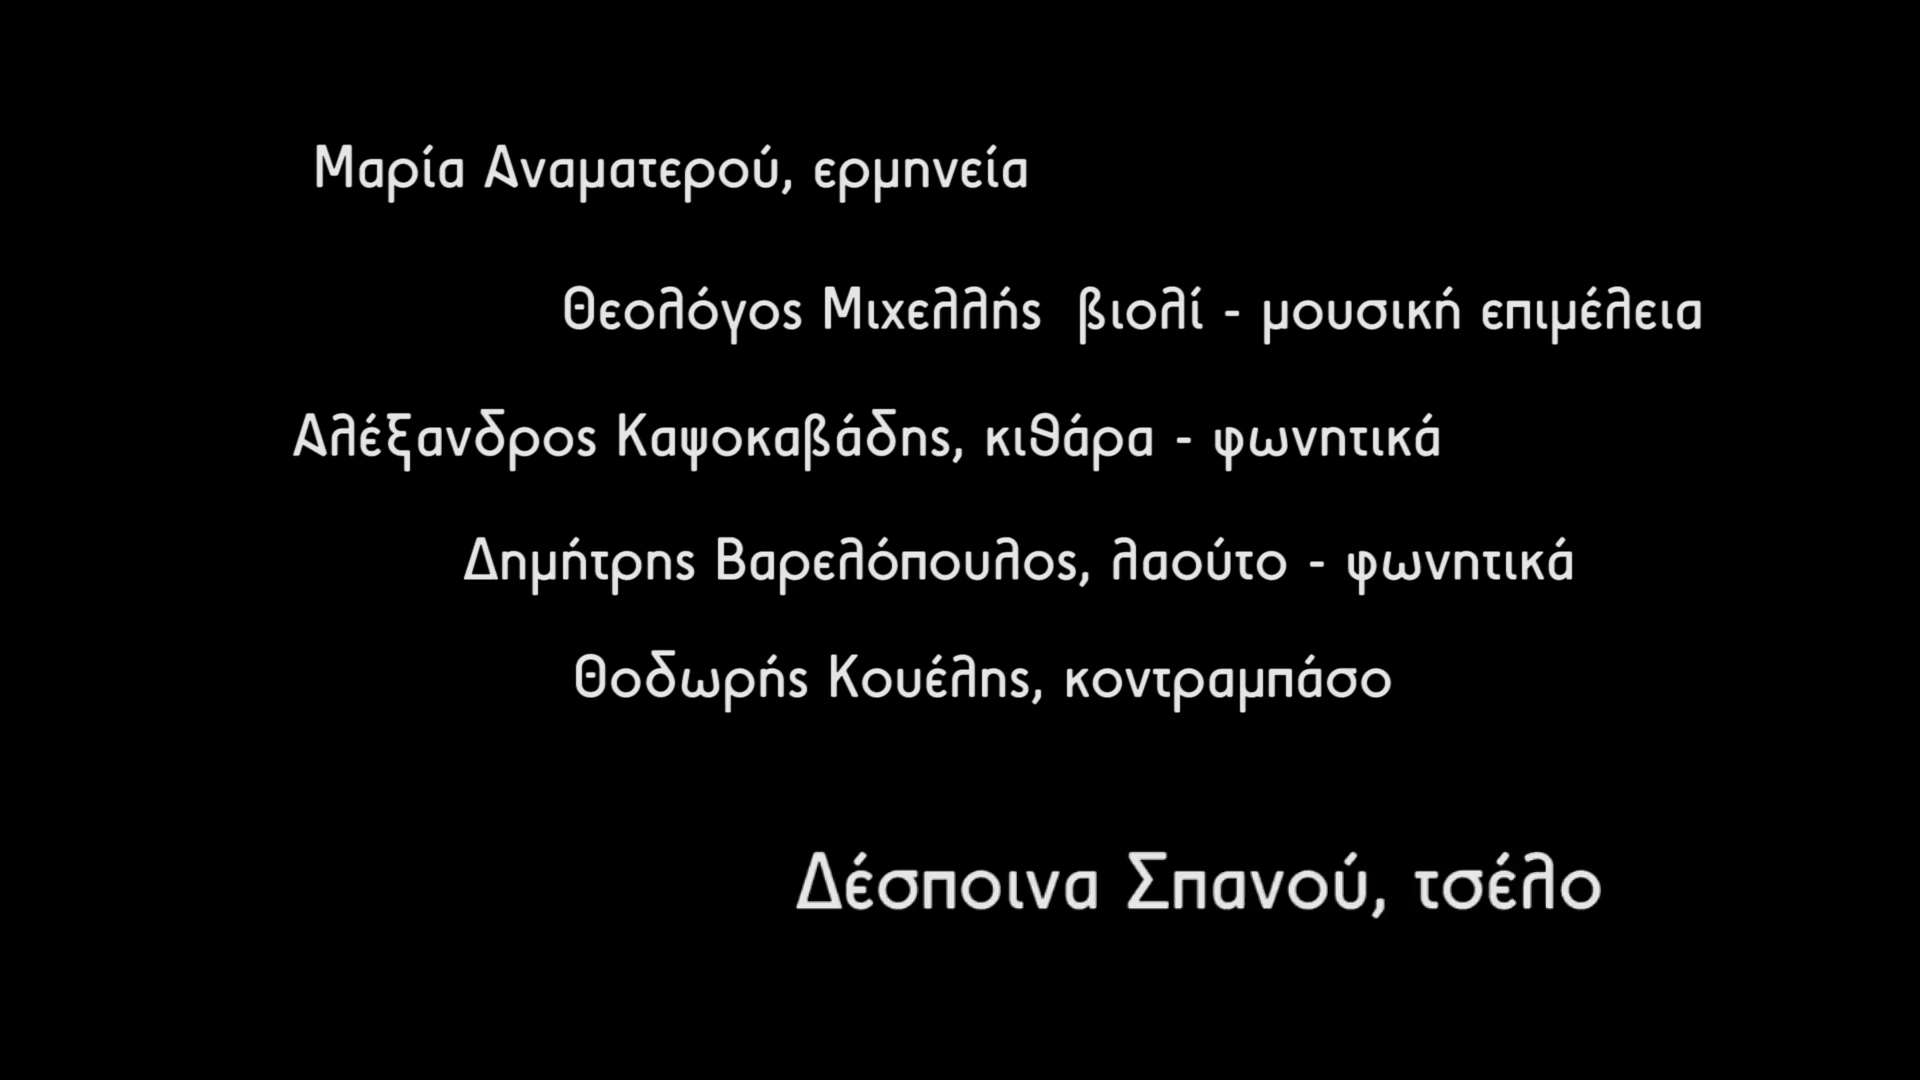 Μαρία Αναματερού, ερμηνεία
Θεολόγος Μιχελλής βιολί - μουσική επιμέλεια
Αλέξανδρος Καψοκαβάδης, κιθάρα - φωνητικά
Δημήτρης Βαρελόπουλος, λαούτο - φωνητικά
Θοδωρής Κουέλης, κοντραμπάσο
Δέσποινα Σπανού, τσέλο